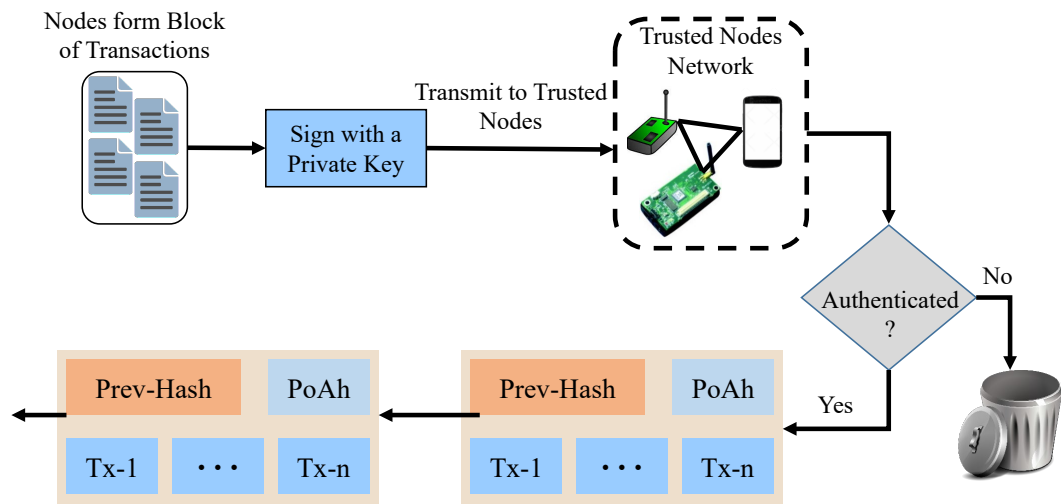 Nodes form Block
of Transactions
Sign with a
Private Key
Transmit to Trusted
Nodes
Trusted Nodes
Network
Authenticated
?
No
Yes
Prev-Hash
PoAh
Tx-1
···
Tx-n
Prev-Hash
PoAh
Tx-1
···
Tx-n